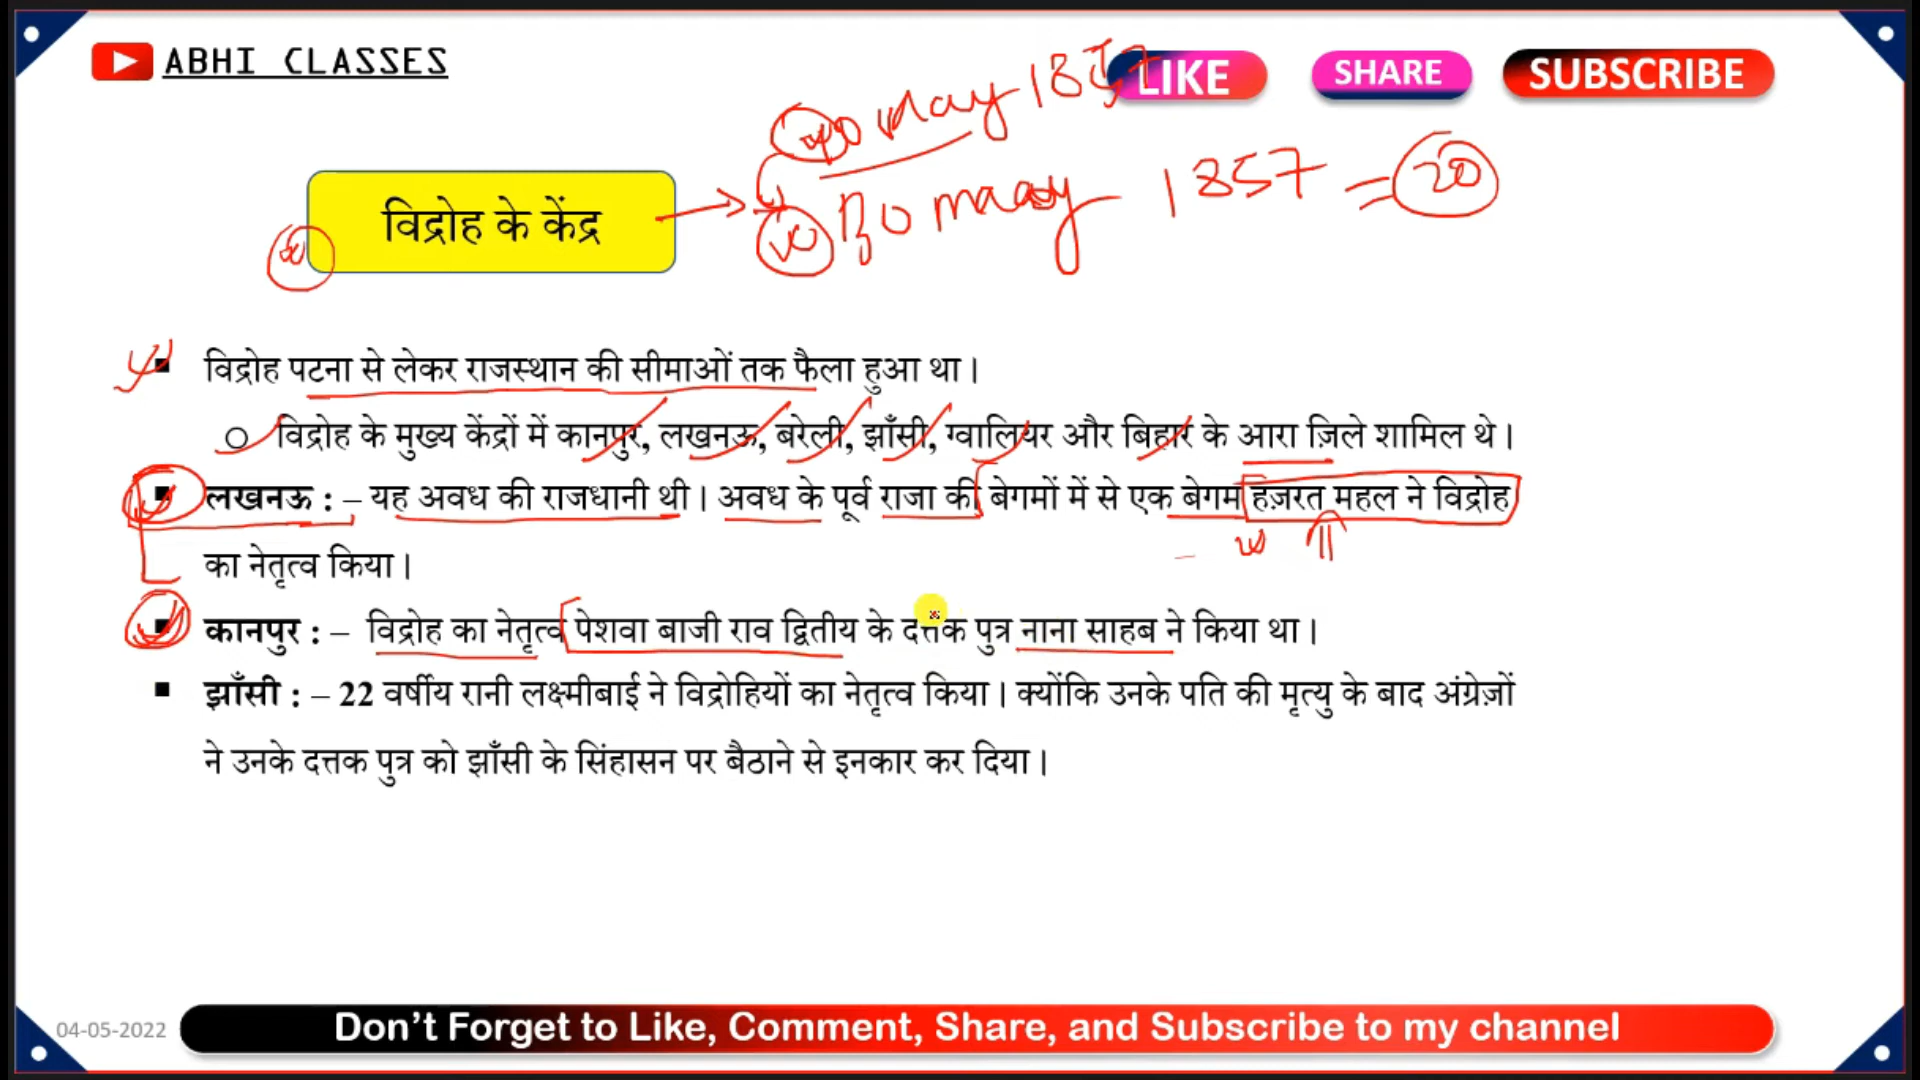 ABHI CLASSES
LIKE
SHARE
SUBSCRIBE
May 1857
1857 = 20
विद्रोह के केंद्र
विद्रोह पटना से लेकर राजस्थान की सीमाओं तक फैला हुआ था।
विद्रोह के मुख्य केंद्रों में कानपुर, लखनऊ, बरेली, झाँसी, ग्वालियर और बिहार के आरा ज़िले शामिल थे।
लखनऊ : – यह अवध की राजधानी थी। अवध के पूर्व राजा की बेगमों में से एक बेगम हज़रत महल ने विद्रोह
का नेतृत्व किया।
कानपुर : – विद्रोह का नेतृत्व पेशवा बाजी राव द्वितीय के दत्तक पुत्र नाना साहब ने किया था।
झाँसी : – 22 वर्षीय रानी लक्ष्मीबाई ने विद्रोहियों का नेतृत्व किया। क्योंकि उनके पति की मृत्यु के बाद अंग्रेज़ों
ने उनके दत्तक पुत्र को झाँसी के सिंहासन पर बैठाने से इनकार कर दिया।
04-05-2022
Don't Forget to Like, Comment, Share, and Subscribe to my channel